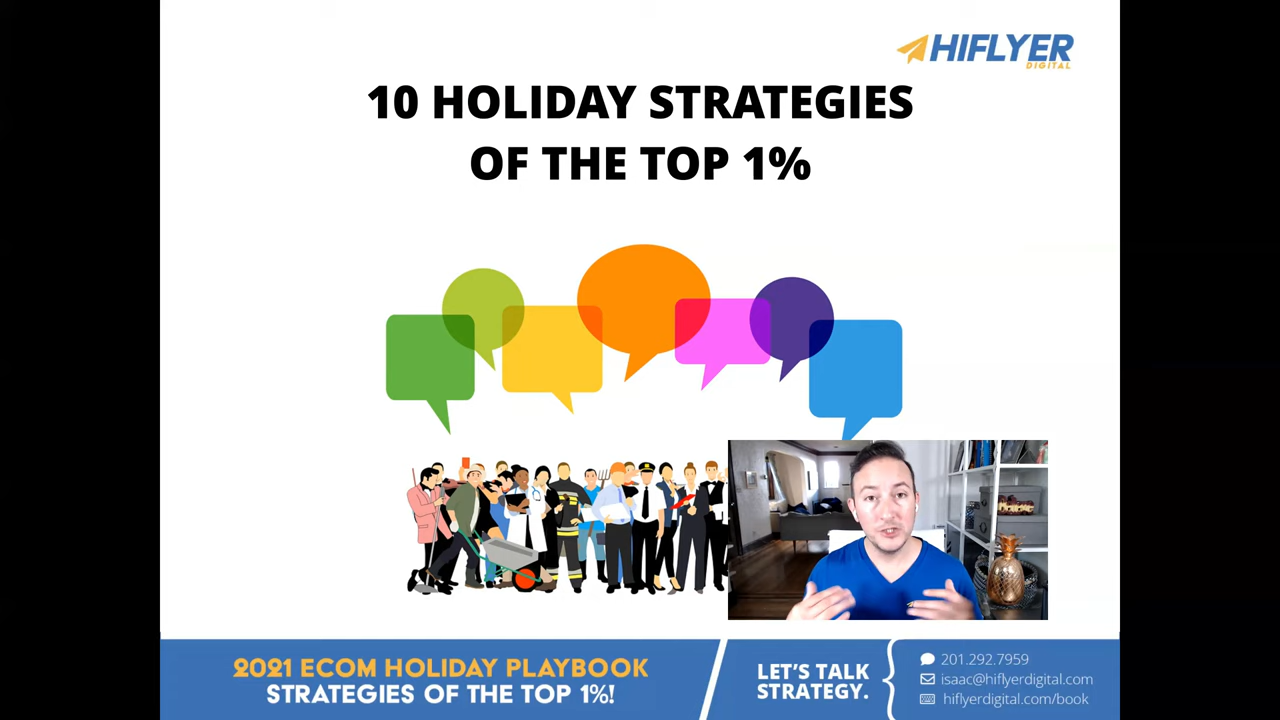 HIFLYER
DIGITAL
10 HOLIDAY STRATEGIES
OF THE TOP 1%
2021 ECOM HOLIDAY PLAYBOOK
STRATEGIES OF THE TOP 1%!
LET'S TALK
STRATEGY.
201.292.7959
isaac@hiflyerdigital.com
hiflyerdigital.com/book